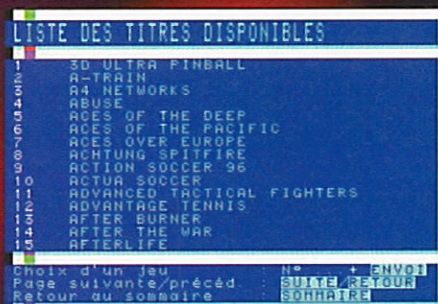 LISTE DES TITRES DISPONIBLES
1 3D ULTRA PINBALL
2 A-TRAIN
3 A4 NETWORKS
4 ABUSE
5 ACES OF THE DEEP
6 ACES OF THE PACIFIC
7 ACES OVER EUROPE
8 ACHTUNG SPITFIRE
9 ACTION SOCCER 96
10 ACTUA SOCCER
11 ADVANCED TACTICAL FIGHTERS
12 ADVANTAGE TENNIS
13 AFTER BURNER
14 AFTER THE WAR
15 AFTERLIFE
Choix d'un jeu : N° + ENVOI
Page suivante/précéd. : SUITE/RETOUR
Retour au sommaire : SOMMAIRE